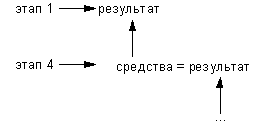 этап 1 результат
этап 4 средства = результат
...